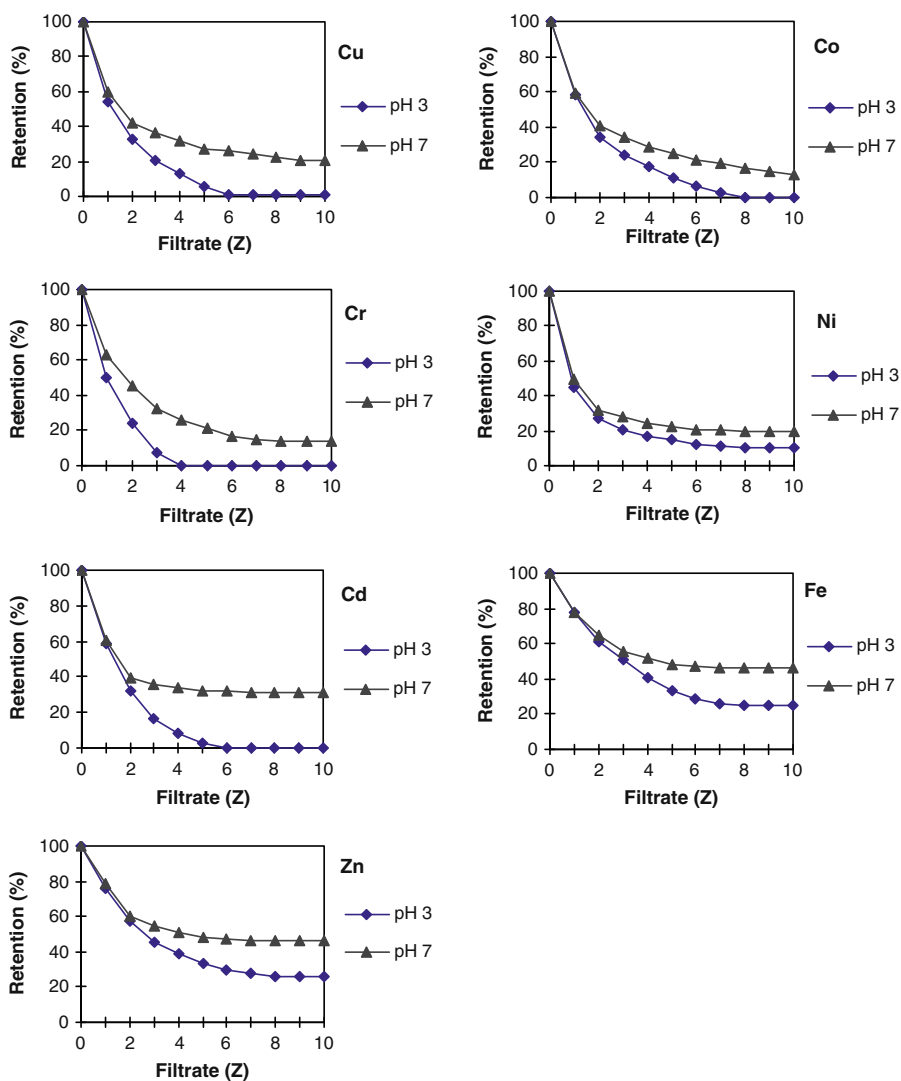 Cu
Retention (%)
100
80
60
40
20
0
0 2 4 6 8 10
Filtrate (Z)
pH 3
pH 7
Co
Retention (%)
100
80
60
40
20
0
0 2 4 6 8 10
Filtrate (Z)
pH 3
pH 7
Cr
Retention (%)
100
80
60
40
20
0
0 2 4 6 8 10
Filtrate (Z)
pH 3
pH 7
Ni
Retention (%)
100
80
60
40
20
0
0 2 4 6 8 10
Filtrate (Z)
pH 3
pH 7
Cd
Retention (%)
100
80
60
40
20
0
0 2 4 6 8 10
Filtrate (Z)
pH 3
pH 7
Fe
Retention (%)
100
80
60
40
20
0
0 2 4 6 8 10
Filtrate (Z)
pH 3
pH 7
Zn
Retention (%)
100
80
60
40
20
0
0 2 4 6 8 10
Filtrate (Z)
pH 3
pH 7